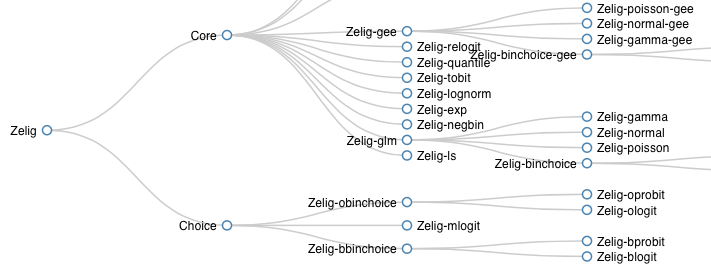 Zelig-poisson-gee
Zelig-normal-gee
Zelig-gamma-gee
Zelig-binchoice-gee
Core
Zelig-gee
Zelig-relogit
Zelig-quantile
Zelig-tobit
Zelig-lognorm
Zelig-exp
Zelig-negbin
Zelig-glm
Zelig-ls
Zelig-gamma
Zelig-normal
Zelig-poisson
Zelig-binchoice
Zelig
Choice
Zelig-obinchoice
Zelig-mlogit
Zelig-bbinchoice
Zelig-oprobit
Zelig-ologit
Zelig-bprobit
Zelig-blogit